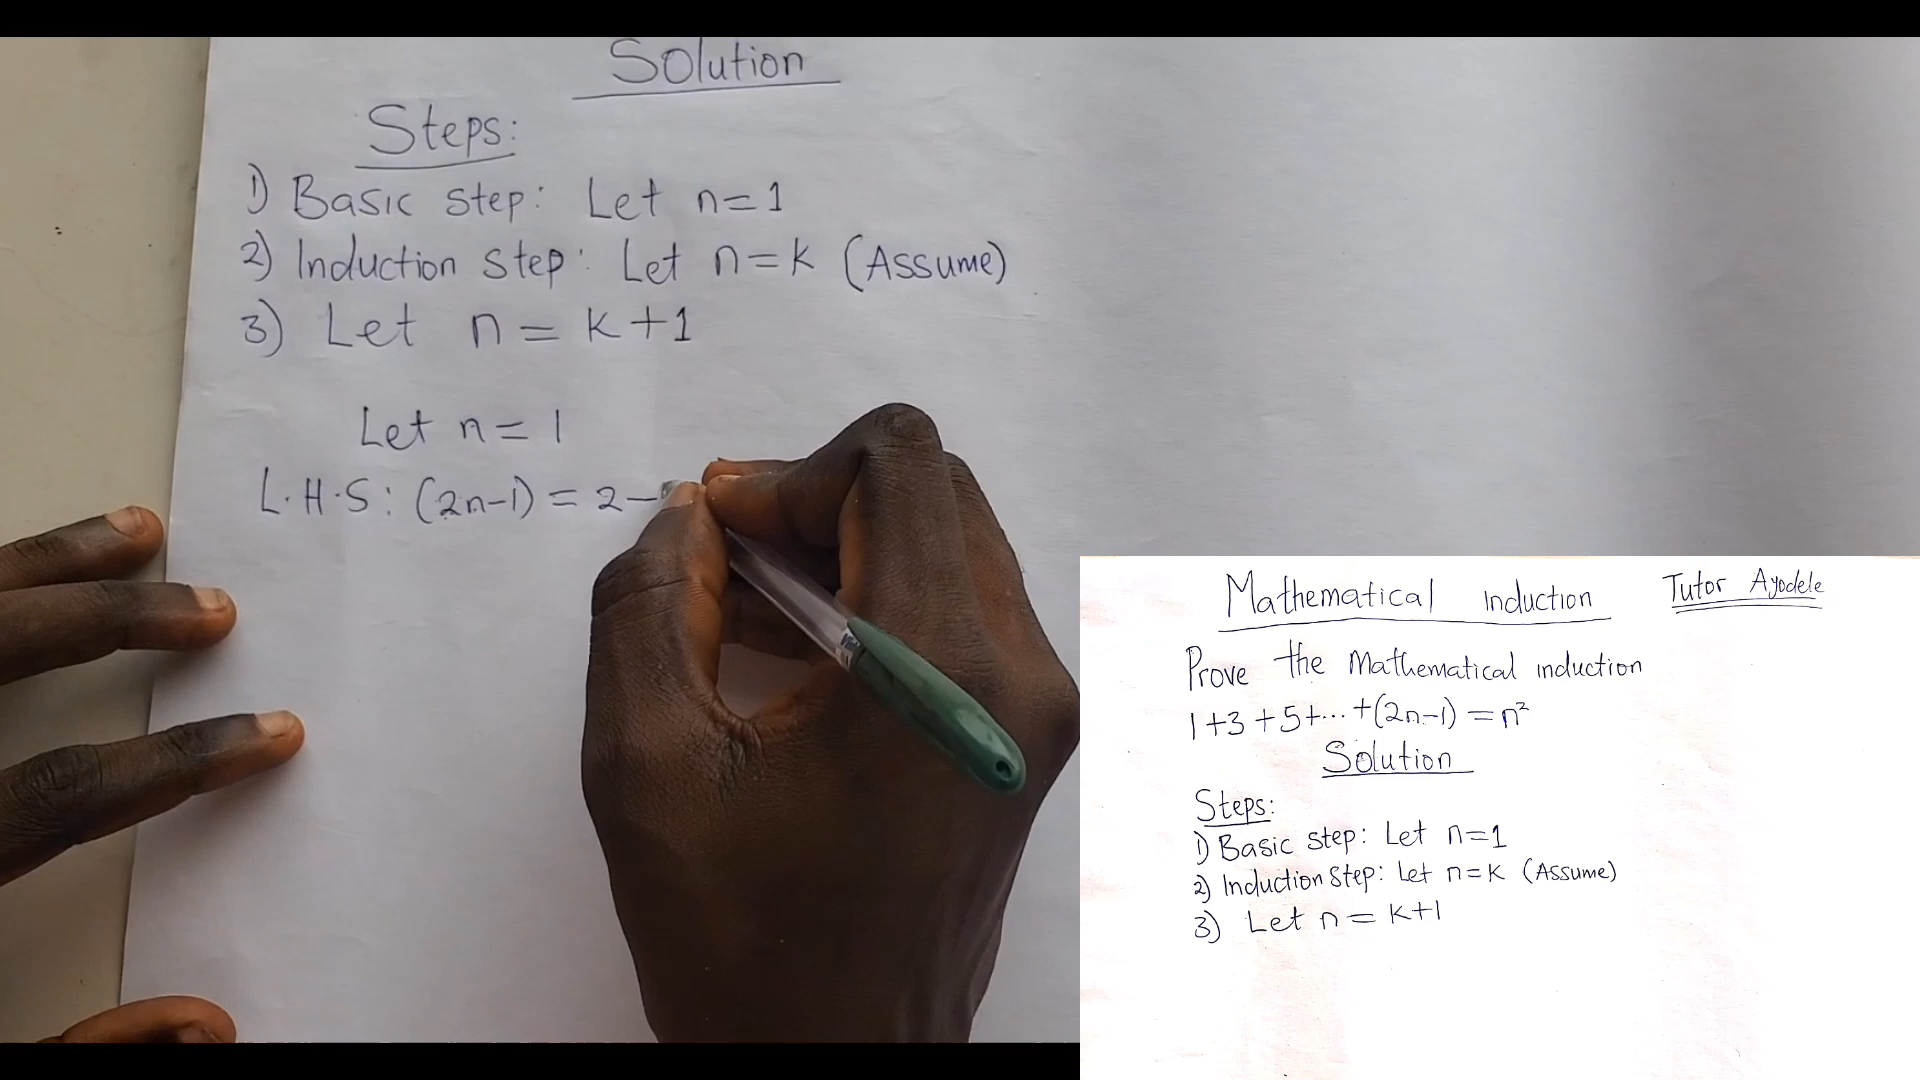 Solution
Steps:
1) Basic step: Let n=1
2) Induction step: Let n=k (Assume)
3) Let n=k+1
Let n=1
L.H.S: (2n-1) = 2-
Mathematical Induction
Tutor Ayodele
Prove the Mathematical induction
1+3+5+...+(2n-1)=n²
Solution
Steps:
1) Basic step: Let n=1
2) Induction step: Let n=k (Assume)
3) Let n=k+1